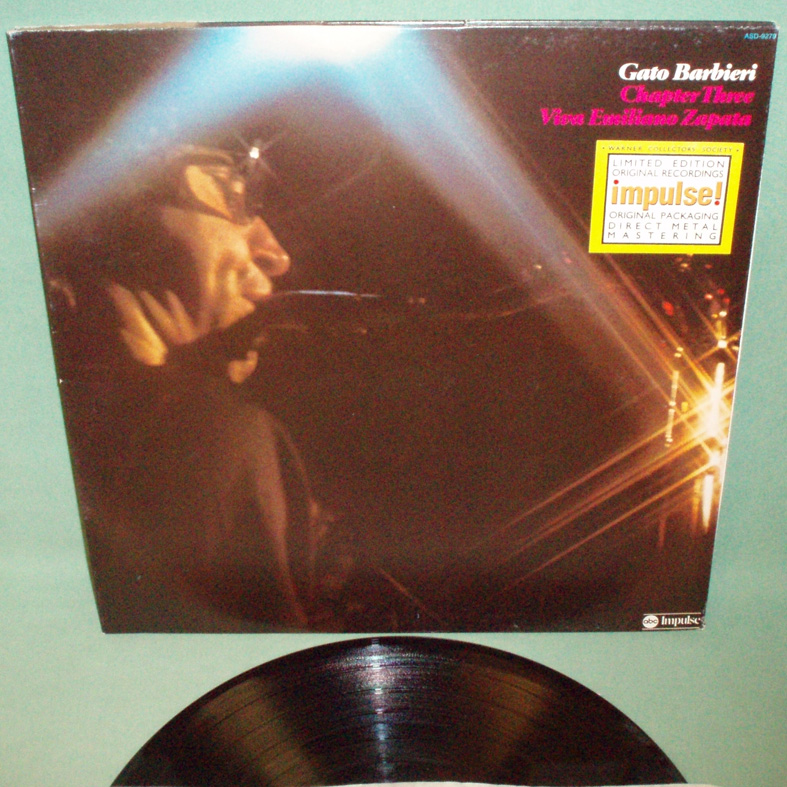 ASD-9279
Gato Barbieri
Chapter Three
Viva Emiliano Zapata
• WARNER COLLECTORS' SOCIETY •
LIMITED EDITION
ORIGINAL RECORDINGS
impulse!
ORIGINAL PACKAGING
DIRECT METAL
MASTERING
abc Impulse